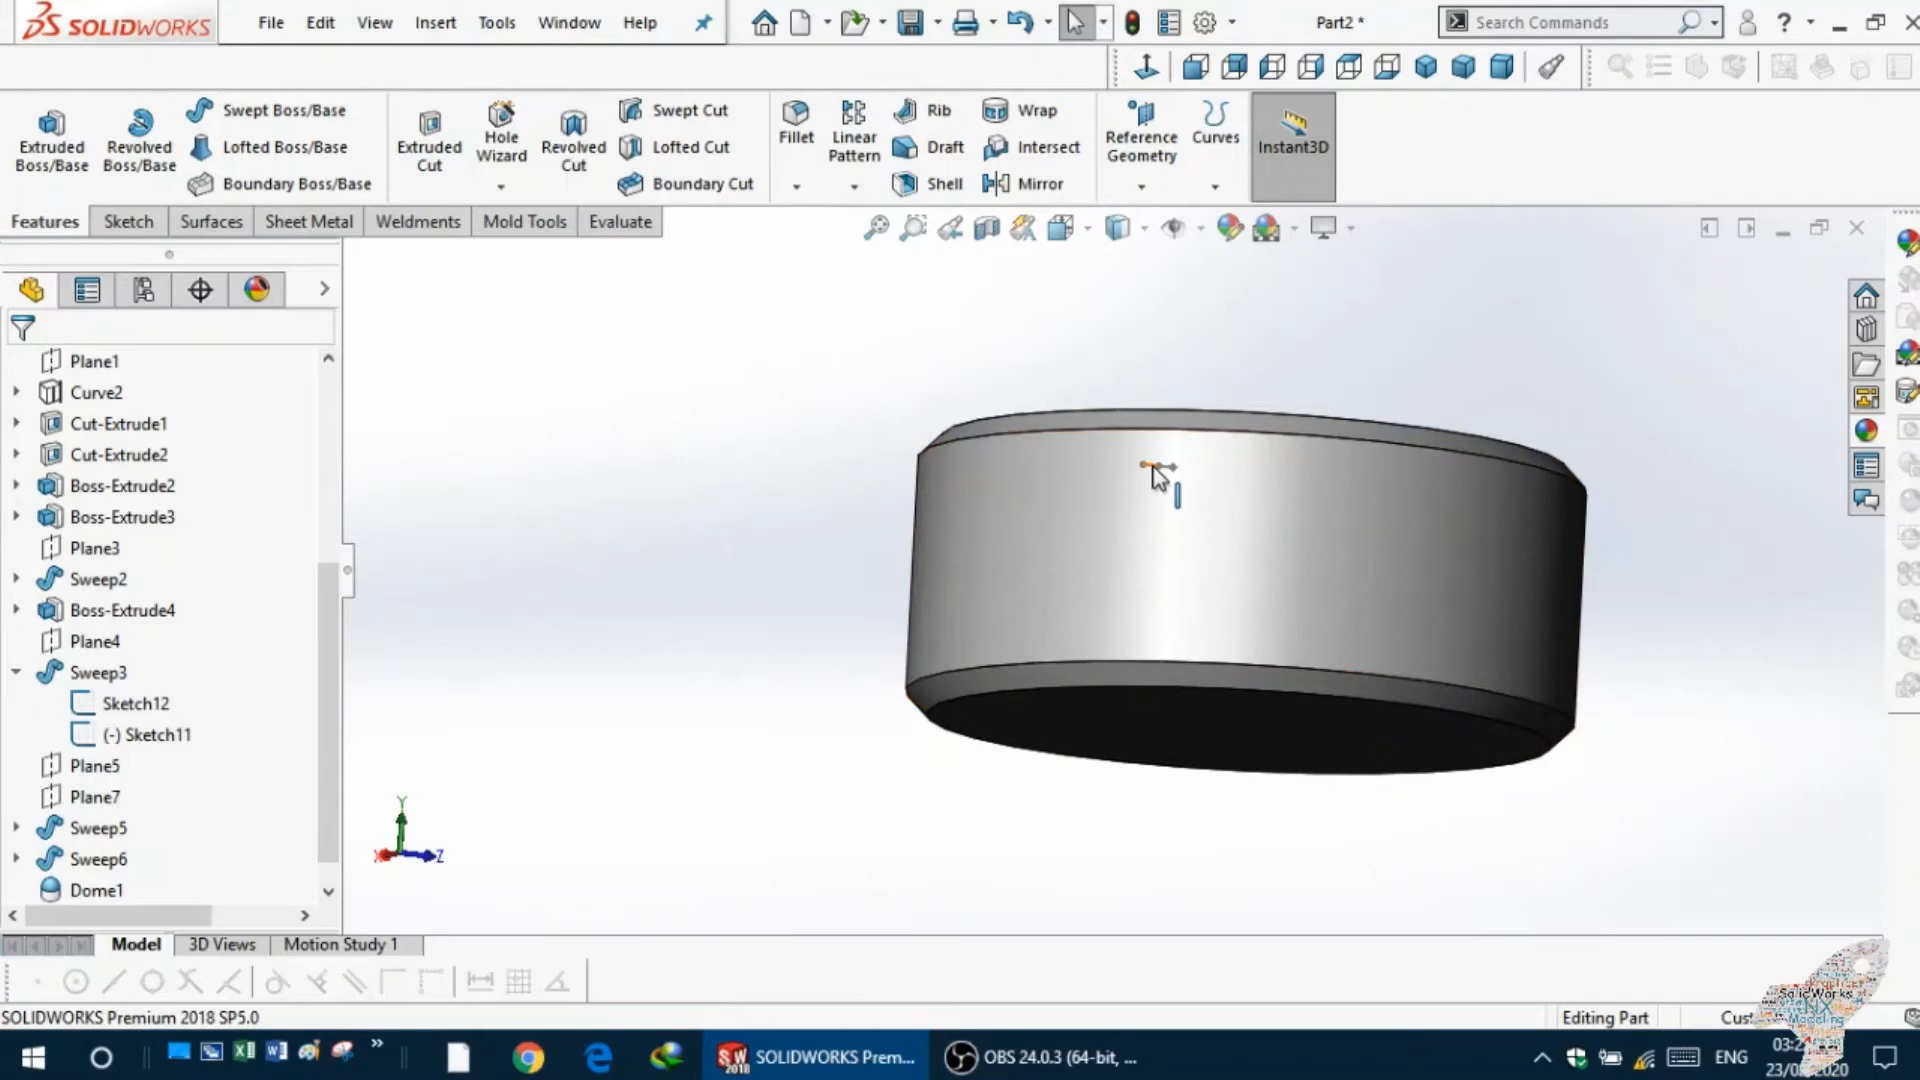 SOLIDWORKS File Edit View Insert Tools Window Help Part2 * Search Commands ?
Extruded Boss/Base
Revolved Boss/Base
Swept Boss/Base
Lofted Boss/Base
Boundary Boss/Base
Extruded Cut
Hole Wizard
Revolved Cut
Swept Cut
Lofted Cut
Boundary Cut
Fillet
Linear Pattern
Rib
Draft
Shell
Wrap
Intersect
Mirror
Reference Geometry
Curves
Instant3D
Features Sketch Surfaces Sheet Metal Weldments Mold Tools Evaluate
Plane1
Curve2
Cut-Extrude1
Cut-Extrude2
Boss-Extrude2
Boss-Extrude3
Plane3
Sweep2
Boss-Extrude4
Plane4
Sweep3
Sketch12
(-) Sketch11
Plane5
Plane7
Sweep5
Sweep6
Dome1
Y
X Z
Model 3D Views Motion Study 1
SolidWorks
NX
Modeling
SOLIDWORKS Premium 2018 SP5.0 Editing Part
SW 2018 SOLIDWORKS Prem... OBS 24.0.3 (64-bit, ... ENG